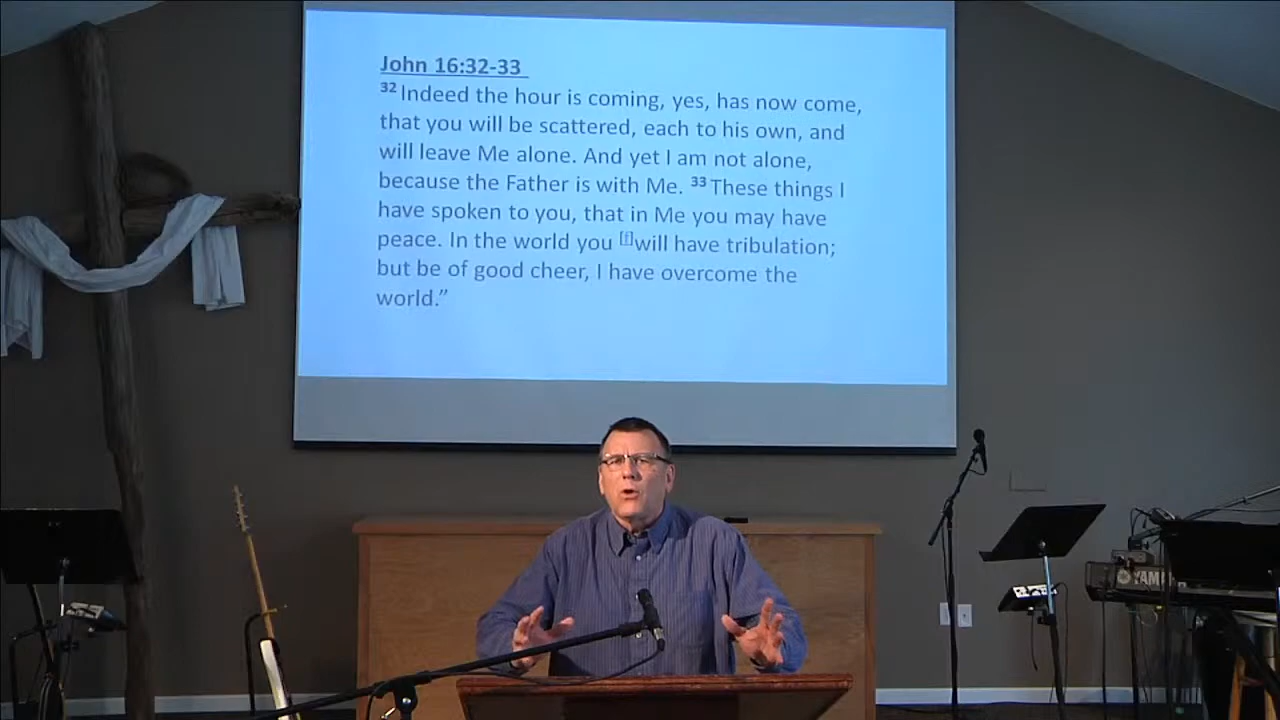 John 16:32-33
32 Indeed the hour is coming, yes, has now come,
that you will be scattered, each to his own, and
will leave Me alone. And yet I am not alone,
because the Father is with Me. 33 These things I
have spoken to you, that in Me you may have
peace. In the world you [f]will have tribulation;
but be of good cheer, I have overcome the
world.”